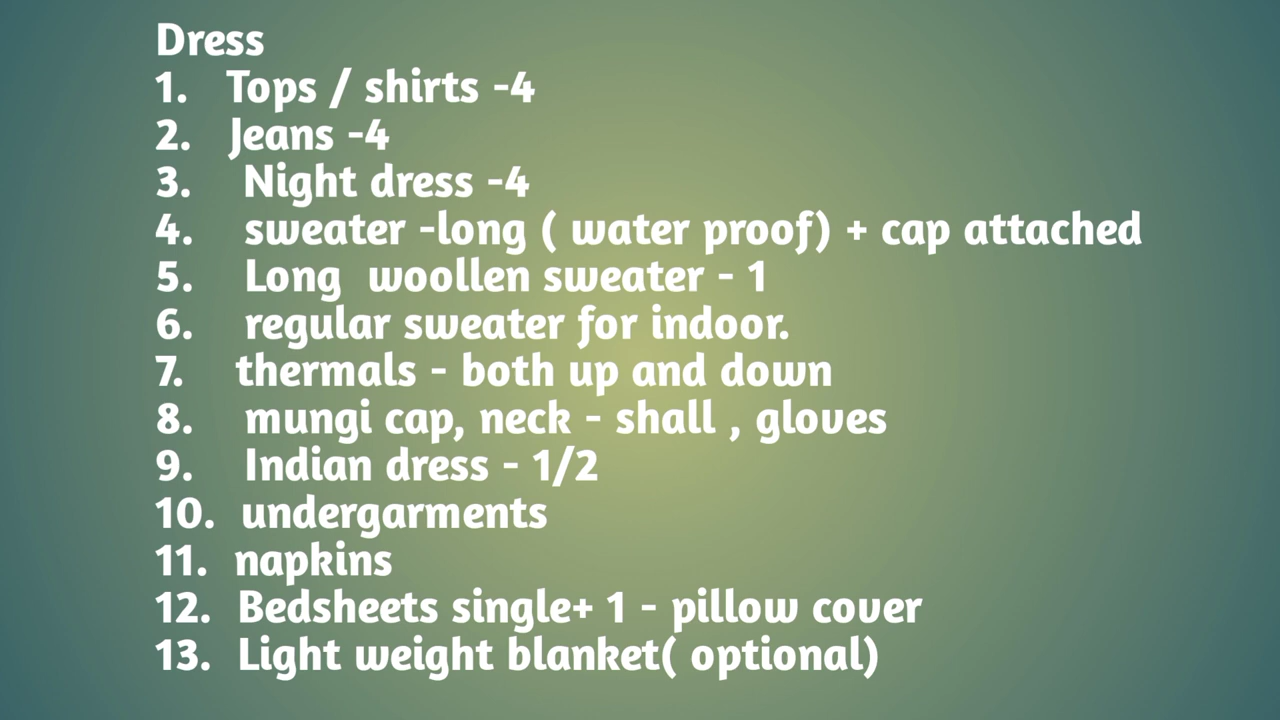 Dress
1. Tops / shirts -4
2. Jeans -4
3. Night dress -4
4. sweater -long ( water proof) + cap attached
5. Long woollen sweater - 1
6. regular sweater for indoor.
7. thermals - both up and down
8. mungi cap, neck - shall , gloves
9. Indian dress - 1/2
10. undergarments
11. napkins
12. Bedsheets single+ 1 - pillow cover
13. Light weight blanket( optional)